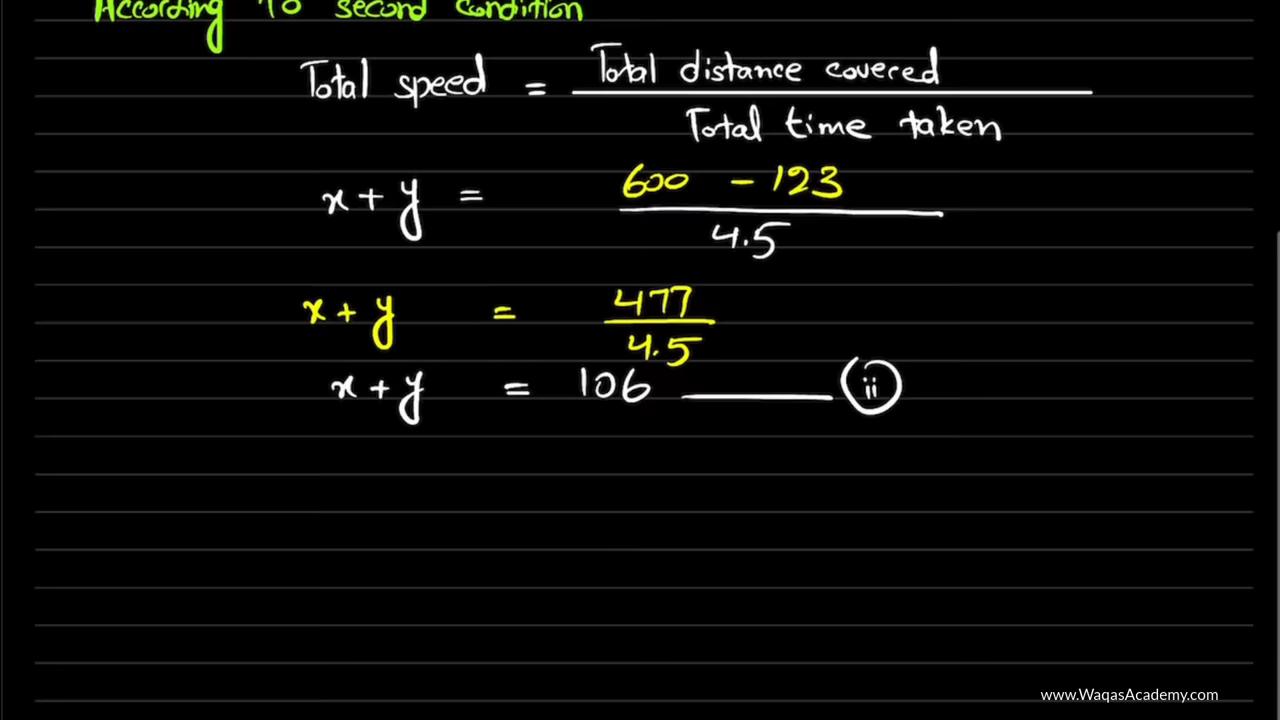 According To second condition
Total speed = Total distance covered / Total time taken
x + y = 600 - 123 / 4.5
x + y = 477 / 4.5
x + y = 106 ______ (ii)
www.WaqasAcademy.com